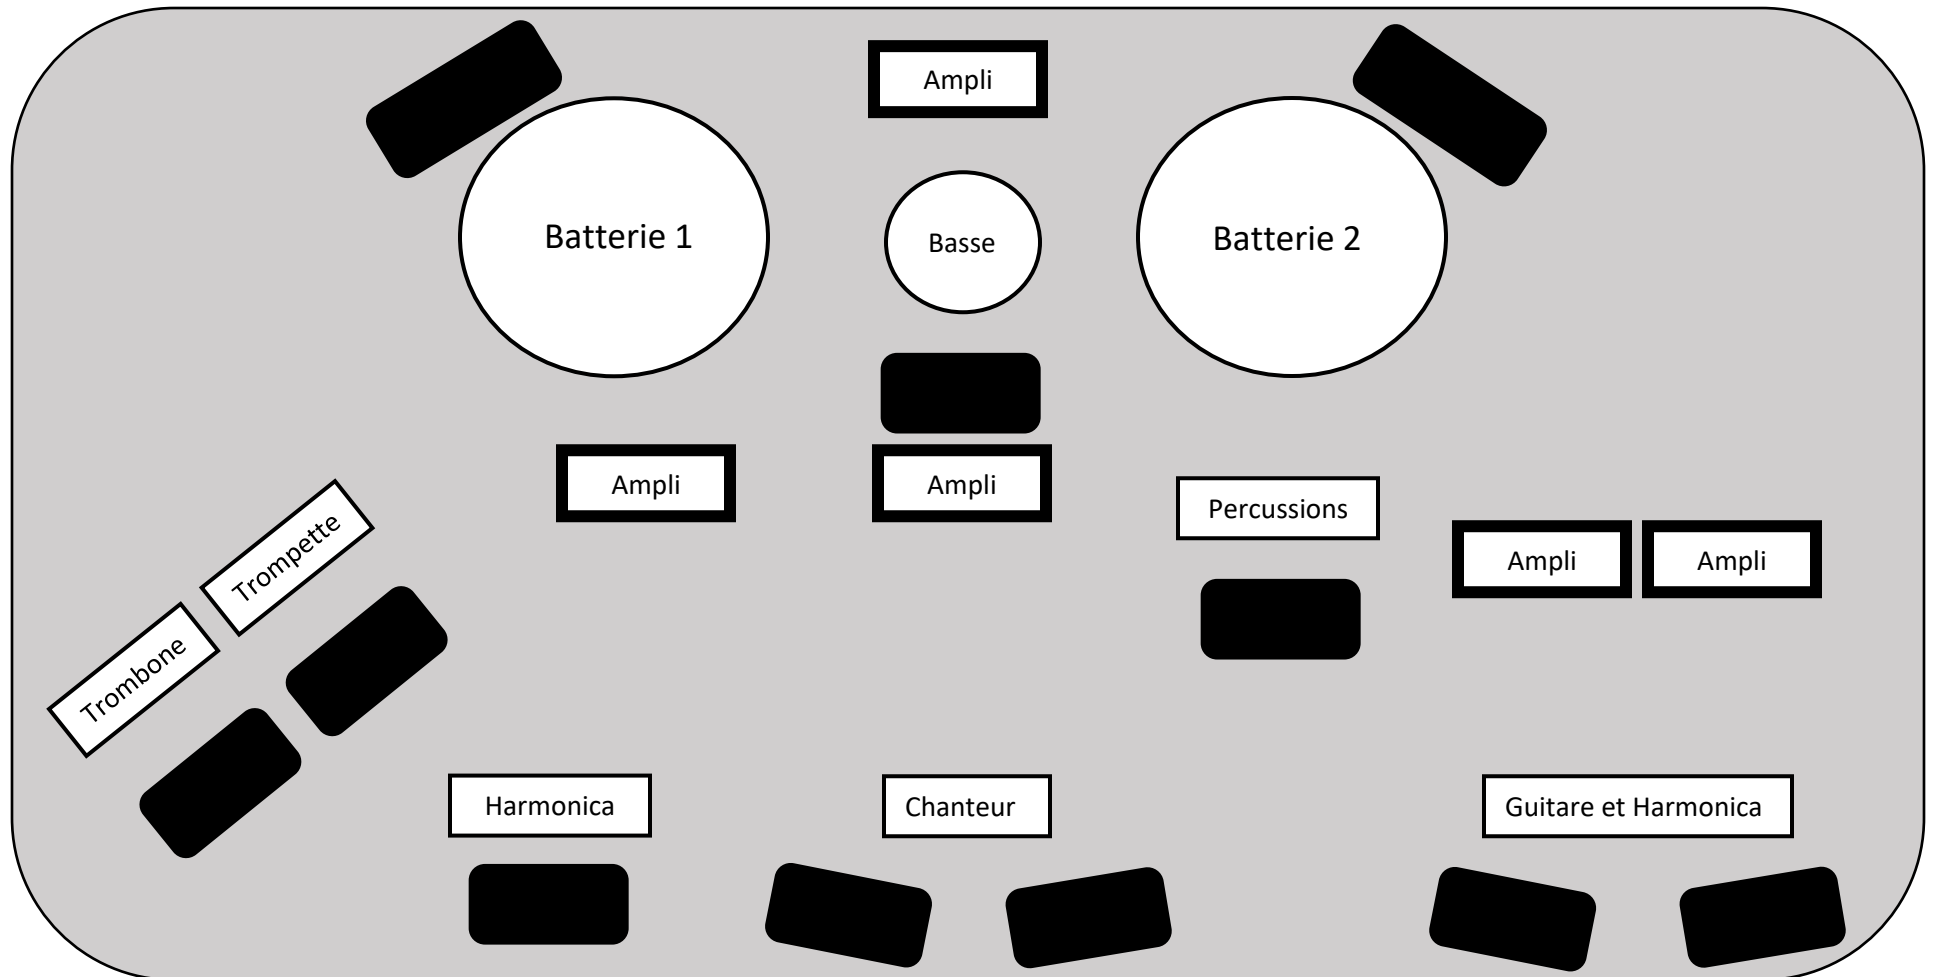 Ampli
Batterie 1
Basse
Batterie 2
Ampli
Ampli
Percussions
Trompette
Ampli
Ampli
Trombone
Harmonica
Chanteur
Guitare et Harmonica